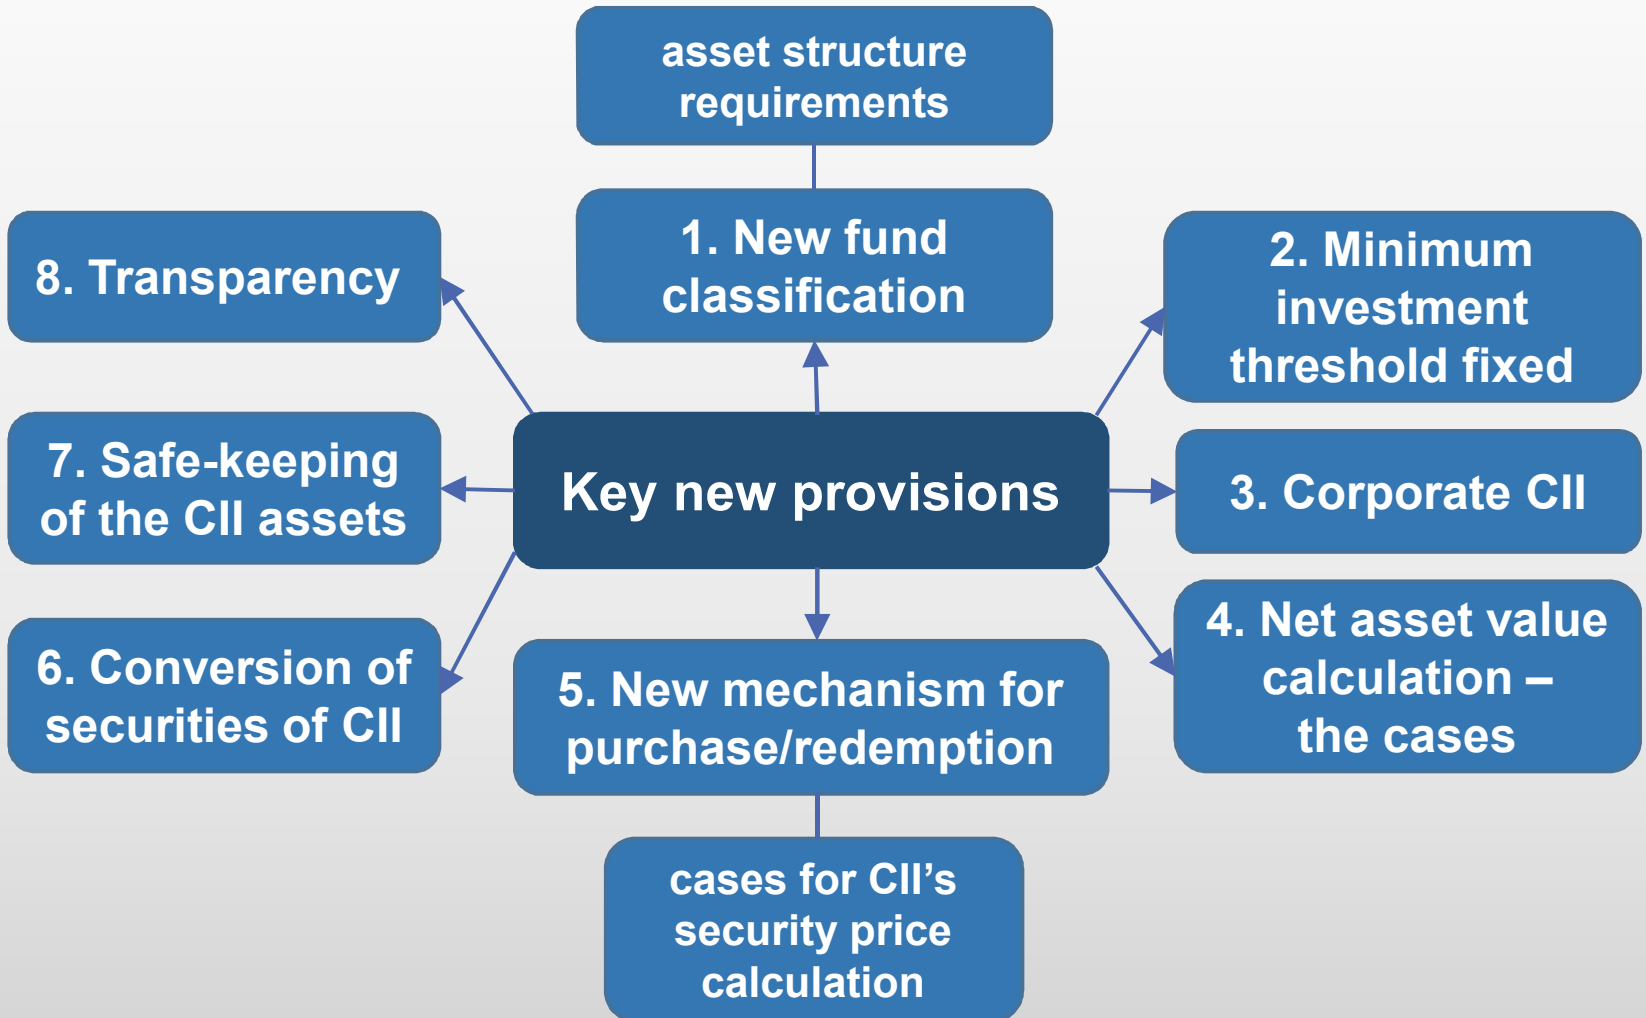 asset structure
requirements
1. New fund
classification
2. Minimum
investment
threshold fixed
8. Transparency
7. Safe-keeping
of the CII assets
Key new provisions
3. Corporate CII
6. Conversion of
securities of CII
5. New mechanism for
purchase/redemption
4. Net asset value
calculation –
the cases
cases for CII’s
security price
calculation